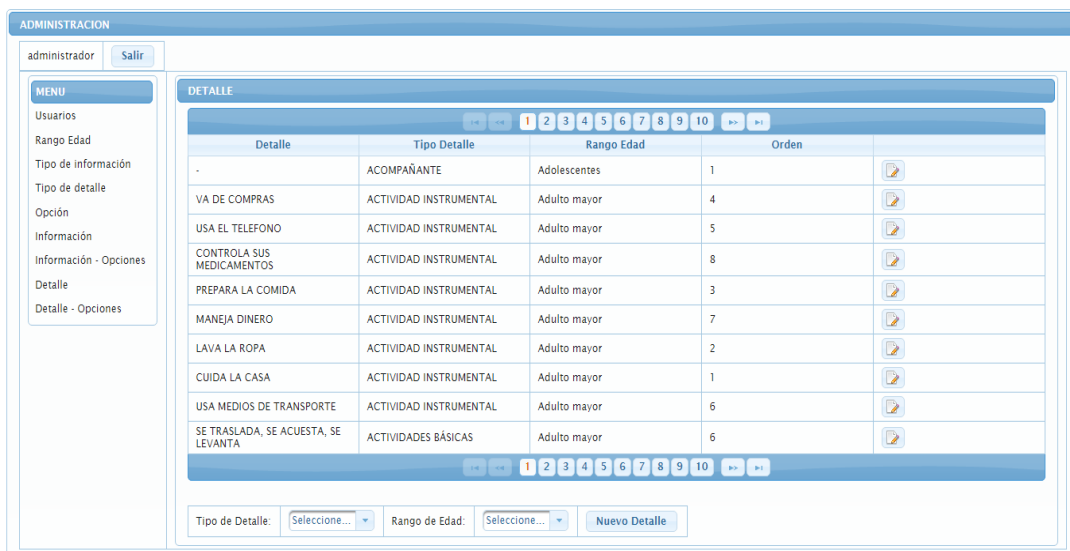 ADMINISTRACION
administrador Salir
MENU
Usuarios
Rango Edad
Tipo de información
Tipo de detalle
Opción
Información
Información - Opciones
Detalle
Detalle - Opciones
DETALLE
1 2 3 4 5 6 7 8 9 10
Detalle Tipo Detalle Rango Edad Orden
- ACOMPAÑANTE Adolescentes 1
VA DE COMPRAS ACTIVIDAD INSTRUMENTAL Adulto mayor 4
USA EL TELEFONO ACTIVIDAD INSTRUMENTAL Adulto mayor 5
CONTROLA SUS
MEDICAMENTOS ACTIVIDAD INSTRUMENTAL Adulto mayor 8
PREPARA LA COMIDA ACTIVIDAD INSTRUMENTAL Adulto mayor 3
MANEJA DINERO ACTIVIDAD INSTRUMENTAL Adulto mayor 7
LAVA LA ROPA ACTIVIDAD INSTRUMENTAL Adulto mayor 2
CUIDA LA CASA ACTIVIDAD INSTRUMENTAL Adulto mayor 1
USA MEDIOS DE TRANSPORTE ACTIVIDAD INSTRUMENTAL Adulto mayor 6
SE TRASLADA, SE ACUESTA, SE
LEVANTA ACTIVIDADES BÁSICAS Adulto mayor 6
1 2 3 4 5 6 7 8 9 10
Tipo de Detalle: Seleccione... Rango de Edad: Seleccione... Nuevo Detalle